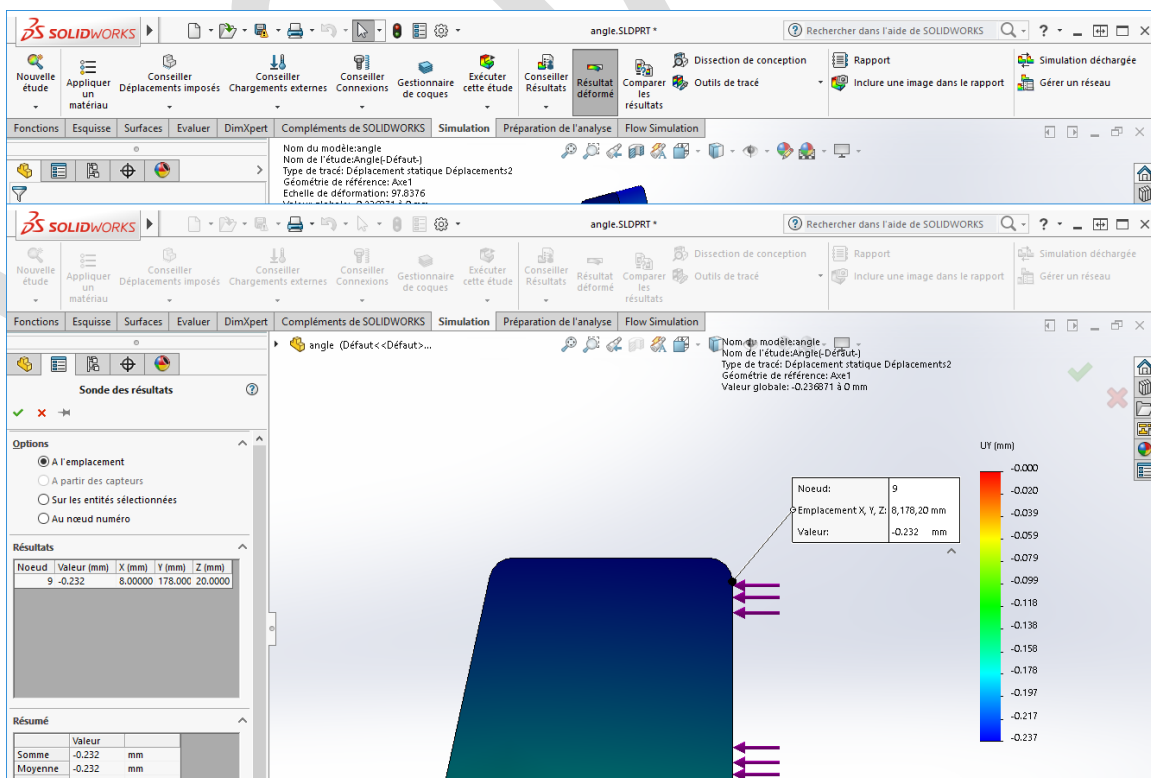 SOLIDWORKS
angle.SLDPRT *
Rechercher dans l'aide de SOLIDWORKS
?
Nouvelle étude
Appliquer un matériau
Conseiller Déplacements imposés
Conseiller Chargements externes
Conseiller Connexions
Gestionnaire de coques
Exécuter cette étude
Conseiller Résultats
Résultat déformé
Comparer les résultats
Dissection de conception
Outils de tracé
Rapport
Inclure une image dans le rapport
Simulation déchargée
Gérer un réseau
Fonctions Esquisse Surfaces Evaluer DimXpert Compléments de SOLIDWORKS Simulation Préparation de l'analyse Flow Simulation
Nom du modèle:angle
Nom de l'étude:Angle(-Défaut-)
Type de tracé: Déplacement statique Déplacements2
Géométrie de référence: Axe1
Echelle de déformation: 97.8376
Valeur globale: -0.236871 à 0 mm
SOLIDWORKS
angle.SLDPRT *
Rechercher dans l'aide de SOLIDWORKS
?
Nouvelle étude
Appliquer un matériau
Conseiller Déplacements imposés
Conseiller Chargements externes
Conseiller Connexions
Gestionnaire de coques
Exécuter cette étude
Conseiller Résultats
Résultat déformé
Comparer les résultats
Dissection de conception
Outils de tracé
Rapport
Inclure une image dans le rapport
Simulation déchargée
Gérer un réseau
Fonctions Esquisse Surfaces Evaluer DimXpert Compléments de SOLIDWORKS Simulation Préparation de l'analyse Flow Simulation
angle (Défaut<<Défaut>...
Nom du modèle:angle
Nom de l'étude:Angle(-Défaut-)
Type de tracé: Déplacement statique Déplacements2
Géométrie de référence: Axe1
Valeur globale: -0.236871 à 0 mm
Sonde des résultats
?
Options
A l'emplacement
A partir des capteurs
Sur les entités sélectionnées
Au nœud numéro
Résultats
Noeud Valeur (mm) X (mm) Y (mm) Z (mm)
9 -0.232 8.00000 178.000 20.0000
Résumé
Valeur
Somme -0.232 mm
Moyenne -0.232 mm
Noeud: 9
Emplacement X, Y, Z: 8,178,20 mm
Valeur: -0.232 mm
UY (mm)
-0.000
-0.020
-0.039
-0.059
-0.079
-0.099
-0.118
-0.138
-0.158
-0.178
-0.197
-0.217
-0.237